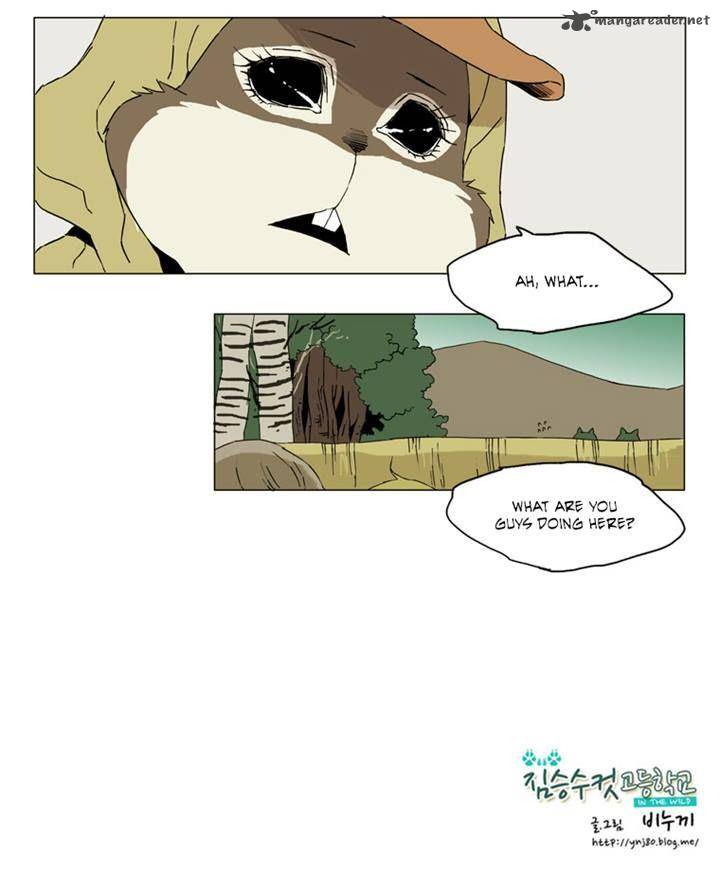 mangareader.net
AH, WHAT...
WHAT ARE YOU
GUYS DOING HERE?
짐승수컷고등학교
IN THE WILD
글.그림 비누끼
http://ynj80.blog.me/